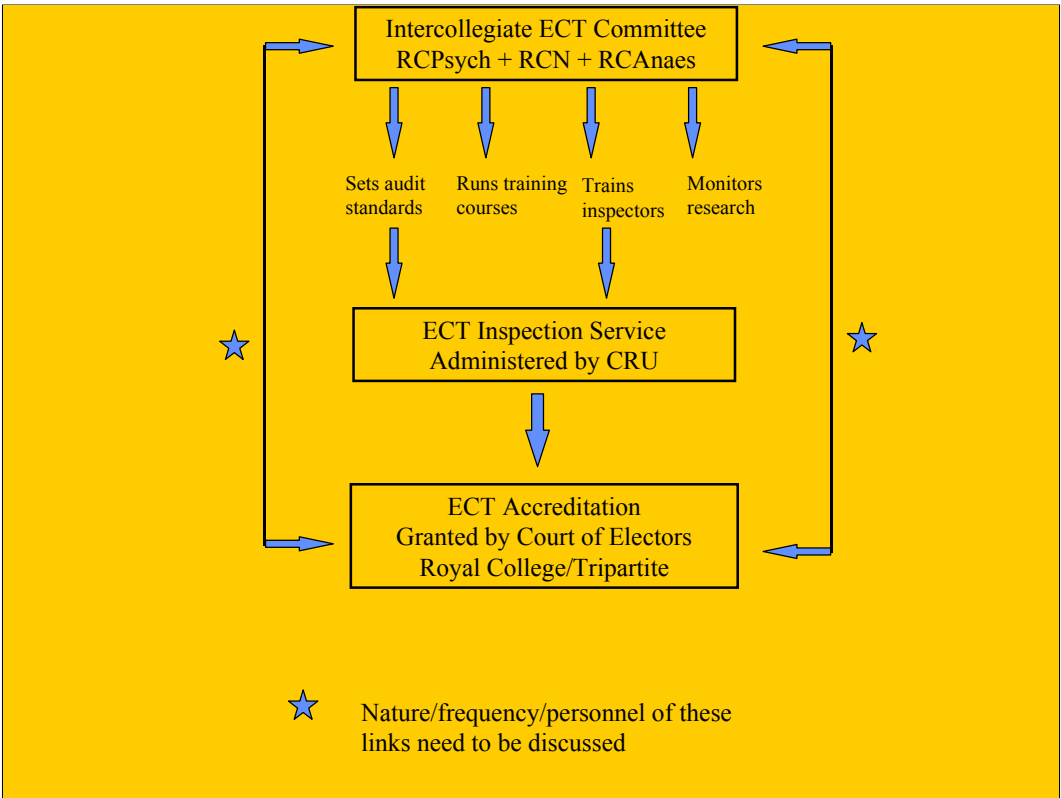 Intercollegiate ECT Committee
RCPsych + RCN + RCAnaes
Sets audit
standards
Runs training
courses
Trains
inspectors
Monitors
research
ECT Inspection Service
Administered by CRU
ECT Accreditation
Granted by Court of Electors
Royal College/Tripartite
Nature/frequency/personnel of these
links need to be discussed